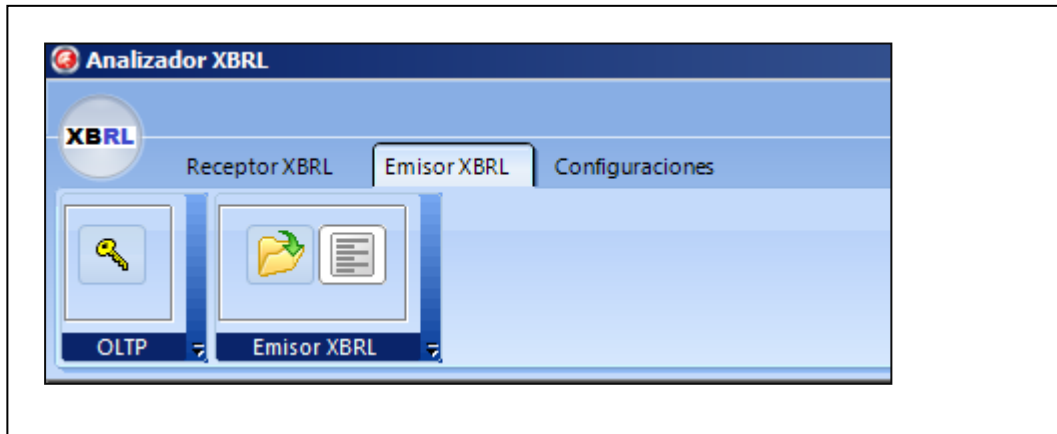 Analizador XBRL
XBRL
Receptor XBRL Emisor XBRL Configuraciones
OLTP Emisor XBRL